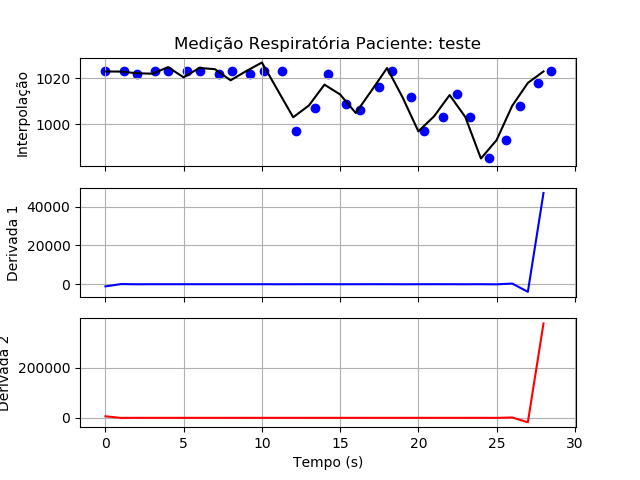 Medição Respiratória Paciente: teste
Interpolação
1020
1000
Derivada 1
40000
20000
0
Derivada 2
200000
0
0 5 10 15 20 25 30
Tempo (s)